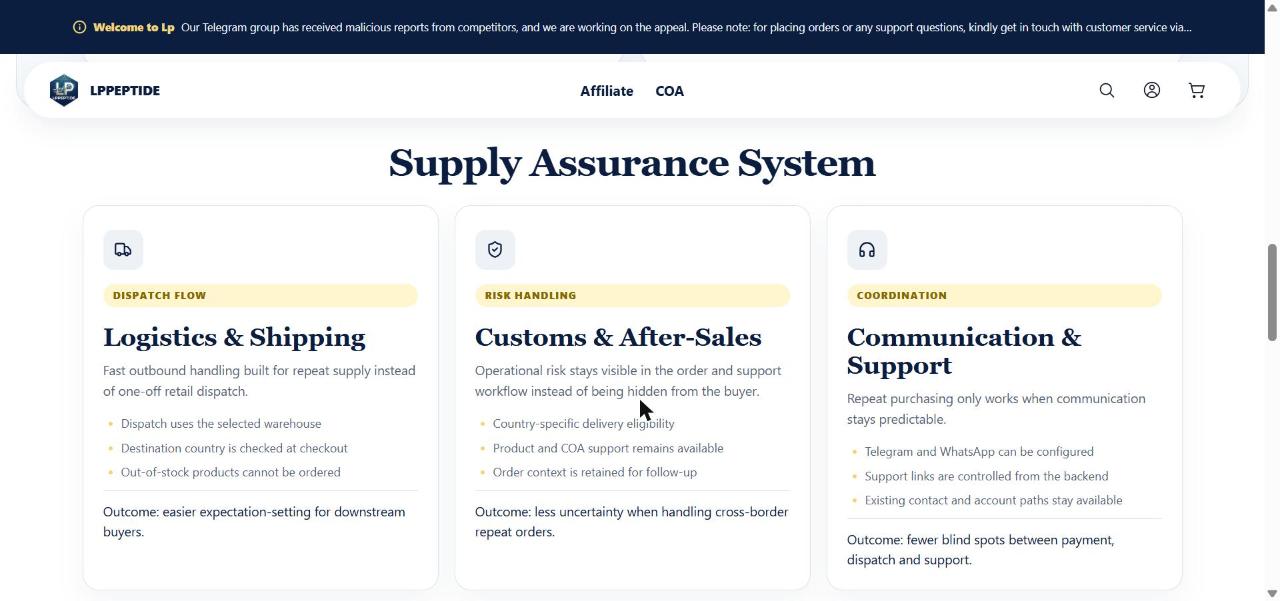 Welcome to Lp Our Telegram group has received malicious reports from competitors, and we are working on the appeal. Please note: for placing orders or any support questions, kindly get in touch with customer service via...
LP
LPPEPTIDE
LPPEPTIDE
Affiliate
COA
Supply Assurance System
DISPATCH FLOW
Logistics & Shipping
Fast outbound handling built for repeat supply instead
of one-off retail dispatch.
• Dispatch uses the selected warehouse
• Destination country is checked at checkout
• Out-of-stock products cannot be ordered
Outcome: easier expectation-setting for downstream
buyers.
RISK HANDLING
Customs & After-Sales
Operational risk stays visible in the order and support
workflow instead of being hidden from the buyer.
• Country-specific delivery eligibility
• Product and COA support remains available
• Order context is retained for follow-up
Outcome: less uncertainty when handling cross-border
repeat orders.
COORDINATION
Communication &
Support
Repeat purchasing only works when communication
stays predictable.
• Telegram and WhatsApp can be configured
• Support links are controlled from the backend
• Existing contact and account paths stay available
Outcome: fewer blind spots between payment,
dispatch and support.